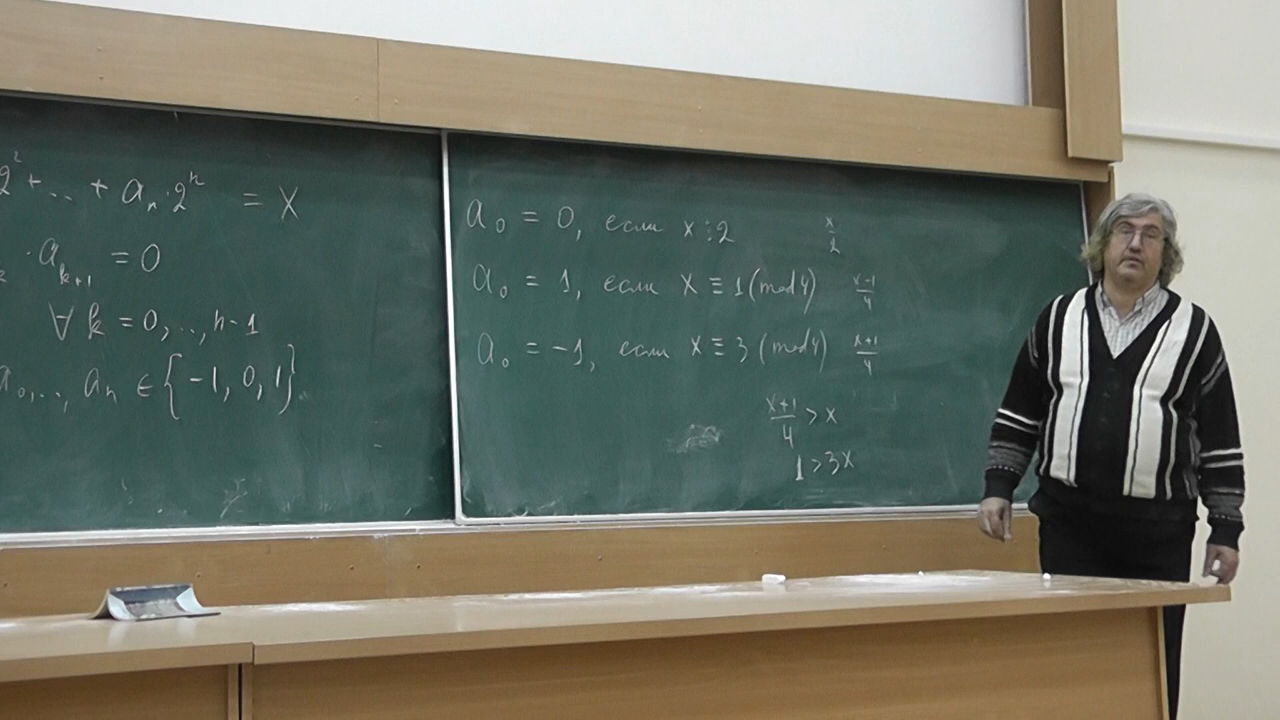 2² + ... + aₙ·2ⁿ = X
·aₖ₊₁ = 0
∀ k = 0, .., n-1
a₀, .., aₙ ∈ {-1, 0, 1}
a₀ = 0, если x ⋮ 2 x/2
a₀ = 1, если x ≡ 1 (mod 4) (x-1)/4
a₀ = -1, если x ≡ 3 (mod 4) (x+1)/4
(x+1)/4 > x
1 > 3x